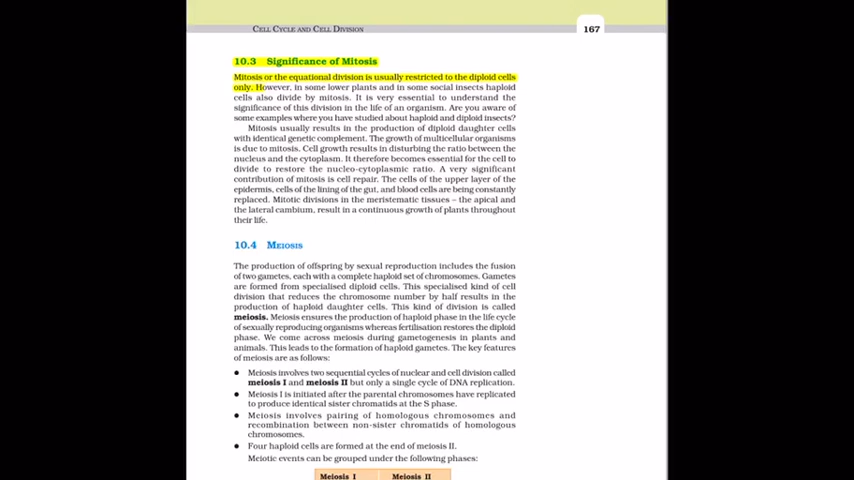 CELL CYCLE AND CELL DIVISION
167
10.3 Significance of Mitosis
Mitosis or the equational division is usually restricted to the diploid cells
only. However, in some lower plants and in some social insects haploid
cells also divide by mitosis. It is very essential to understand the
significance of this division in the life of an organism. Are you aware of
some examples where you have studied about haploid and diploid insects?
Mitosis usually results in the production of diploid daughter cells
with identical genetic complement. The growth of multicellular organisms
is due to mitosis. Cell growth results in disturbing the ratio between the
nucleus and the cytoplasm. It therefore becomes essential for the cell to
divide to restore the nucleo-cytoplasmic ratio. A very significant
contribution of mitosis is cell repair. The cells of the upper layer of the
epidermis, cells of the lining of the gut, and blood cells are being constantly
replaced. Mitotic divisions in the meristematic tissues – the apical and
the lateral cambium, result in a continuous growth of plants throughout
their life.
10.4 MEIOSIS
The production of offspring by sexual reproduction includes the fusion
of two gametes, each with a complete haploid set of chromosomes. Gametes
are formed from specialised diploid cells. This specialised kind of cell
division that reduces the chromosome number by half results in the
production of haploid daughter cells. This kind of division is called
meiosis. Meiosis ensures the production of haploid phase in the life cycle
of sexually reproducing organisms whereas fertilisation restores the diploid
phase. We come across meiosis during gametogenesis in plants and
animals. This leads to the formation of haploid gametes. The key features
of meiosis are as follows:
● Meiosis involves two sequential cycles of nuclear and cell division called
meiosis I and meiosis II but only a single cycle of DNA replication.
● Meiosis I is initiated after the parental chromosomes have replicated
to produce identical sister chromatids at the S phase.
● Meiosis involves pairing of homologous chromosomes and
recombination between non-sister chromatids of homologous
chromosomes.
● Four haploid cells are formed at the end of meiosis II.
Meiotic events can be grouped under the following phases:
Meiosis I Meiosis II